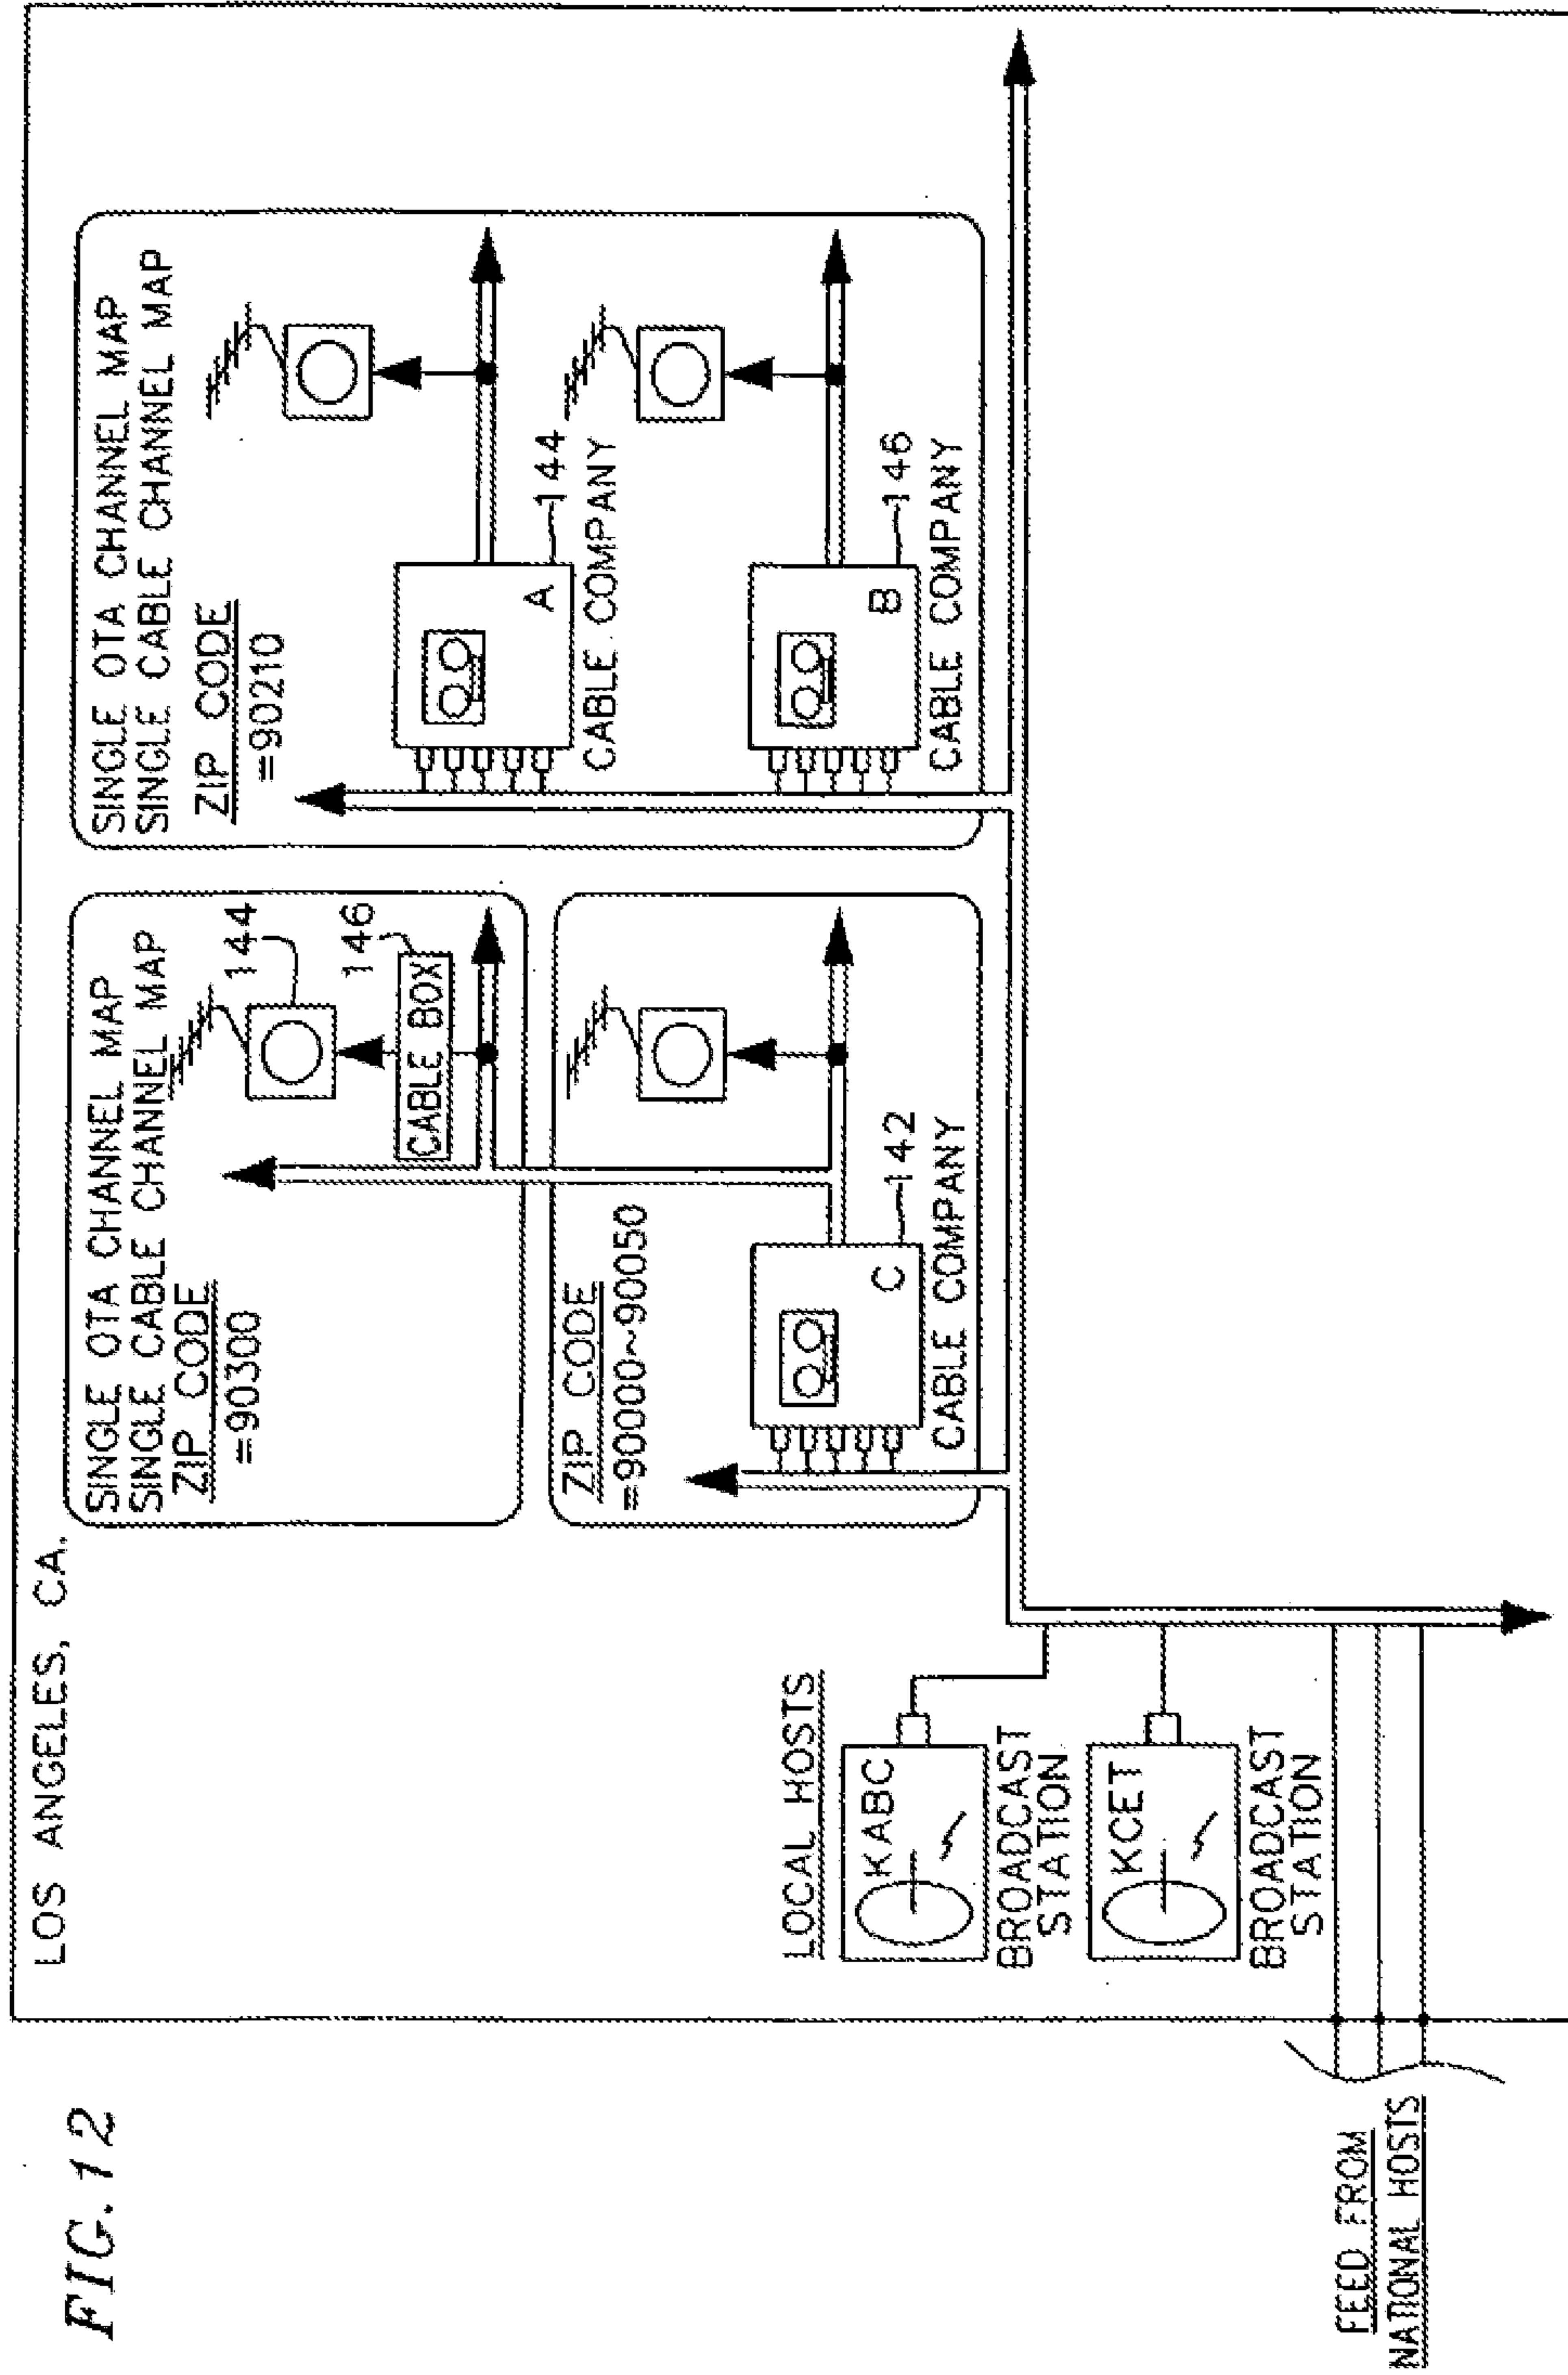 FIG. 12
LOS ANGELES, CA.
SINGLE OTA CHANNEL MAP
SINGLE CABLE CHANNEL MAP
ZIP CODE
=90300
144
146
CABLE BOX
ZIP CODE
=90000~90050
C
142
CABLE COMPANY
SINGLE OTA CHANNEL MAP
SINGLE CABLE CHANNEL MAP
ZIP CODE
=90210
A
144
CABLE COMPANY
B
146
CABLE COMPANY
LOCAL HOSTS
KABC
BROADCAST
STATION
KCET
BROADCAST
STATION
FEED FROM
NATIONAL HOSTS